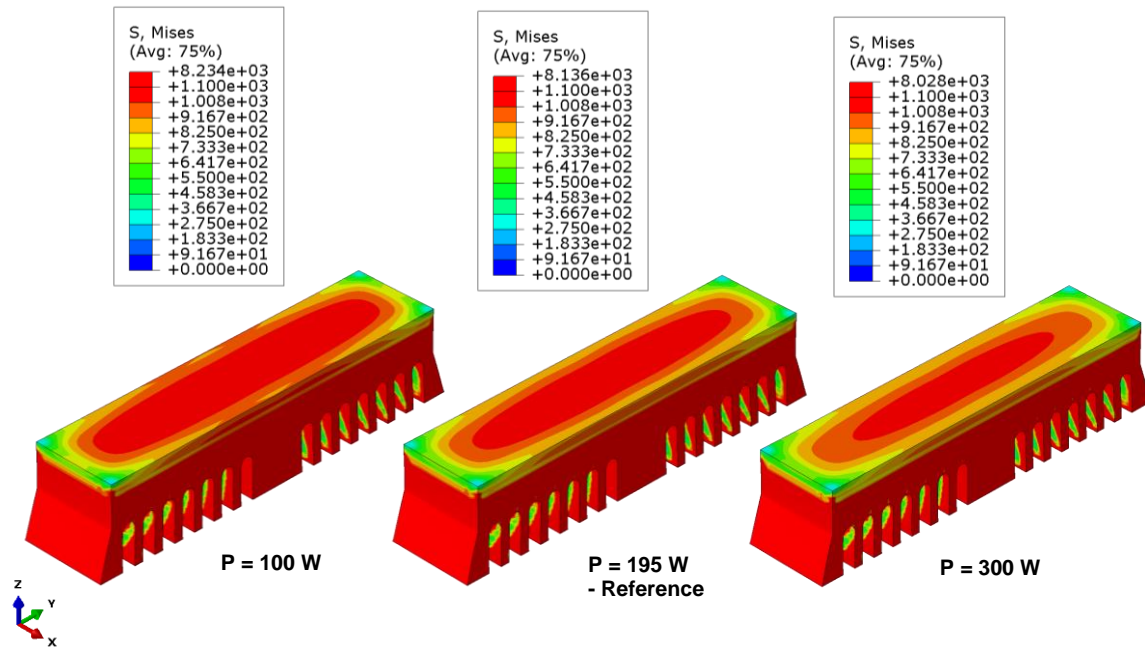 S, Mises
(Avg: 75%)
+8.234e+03
+1.100e+03
+1.008e+03
+9.167e+02
+8.250e+02
+7.333e+02
+6.417e+02
+5.500e+02
+4.583e+02
+3.667e+02
+2.750e+02
+1.833e+02
+9.167e+01
+0.000e+00
S, Mises
(Avg: 75%)
+8.136e+03
+1.100e+03
+1.008e+03
+9.167e+02
+8.250e+02
+7.333e+02
+6.417e+02
+5.500e+02
+4.583e+02
+3.667e+02
+2.750e+02
+1.833e+02
+9.167e+01
+0.000e+00
S, Mises
(Avg: 75%)
+8.028e+03
+1.100e+03
+1.008e+03
+9.167e+02
+8.250e+02
+7.333e+02
+6.417e+02
+5.500e+02
+4.583e+02
+3.667e+02
+2.750e+02
+1.833e+02
+9.167e+01
+0.000e+00
P = 100 W
P = 195 W
- Reference
P = 300 W
Z
Y
X